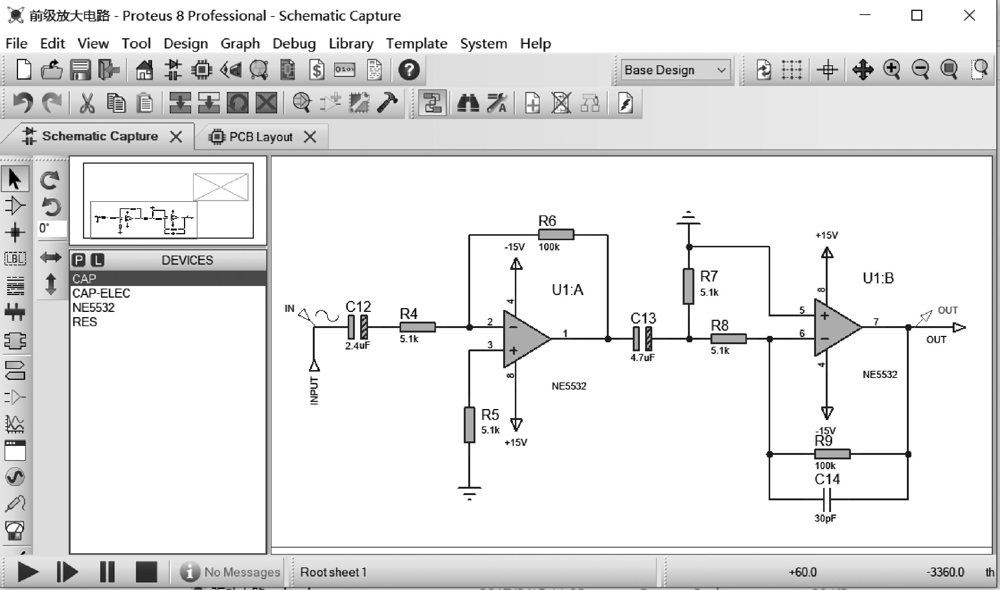 前级放大电路 - Proteus 8 Professional - Schematic Capture
File Edit View Tool Design Graph Debug Library Template System Help
$ 0101 ? Base Design
A
Schematic Capture PCB Layout
0°
LBL
P L DEVICES
CAP
CAP-ELEC
NE5532
RES
R6
100k
-15V
+15V
U1:A
4
R7
5.1k
U1:B
8
IN
C12
2.4uF
R4
5.1k
2
3
1
8
C13
4.7uF
R8
5.1k
5
6
7
4
OUT
OUT
INPUT
NE5532
NE5532
R5
5.1k
+15V
-15V
R9
100k
C14
30pF
No Messages Root sheet 1 +60.0 -3360.0 th